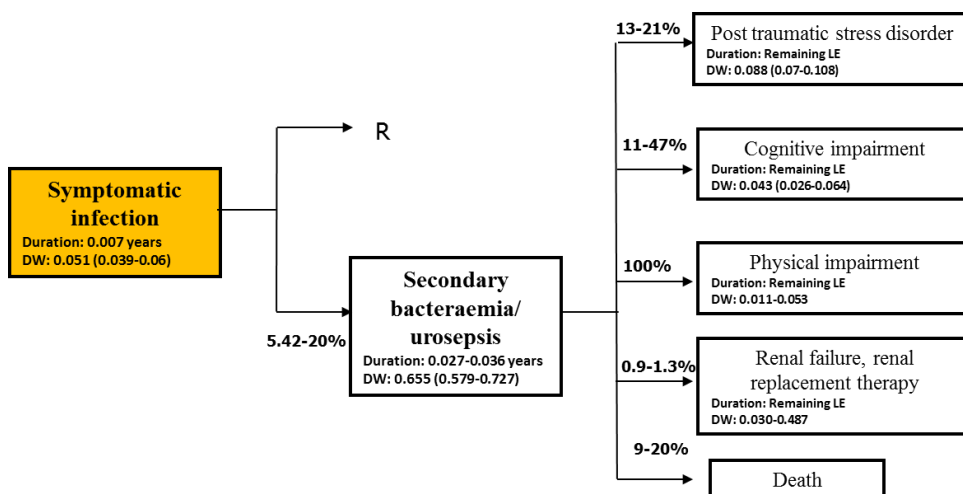 Symptomatic
infection
Duration: 0.007 years
DW: 0.051 (0.039-0.06)
R
5.42-20%
Secondary
bacteraemia/
urosepsis
Duration: 0.027-0.036 years
DW: 0.655 (0.579-0.727)
13-21%
Post traumatic stress disorder
Duration: Remaining LE
DW: 0.088 (0.07-0.108)
11-47%
Cognitive impairment
Duration: Remaining LE
DW: 0.043 (0.026-0.064)
100%
Physical impairment
Duration: Remaining LE
DW: 0.011-0.053
0.9-1.3%
Renal failure, renal
replacement therapy
Duration: Remaining LE
DW: 0.030-0.487
9-20%
Death